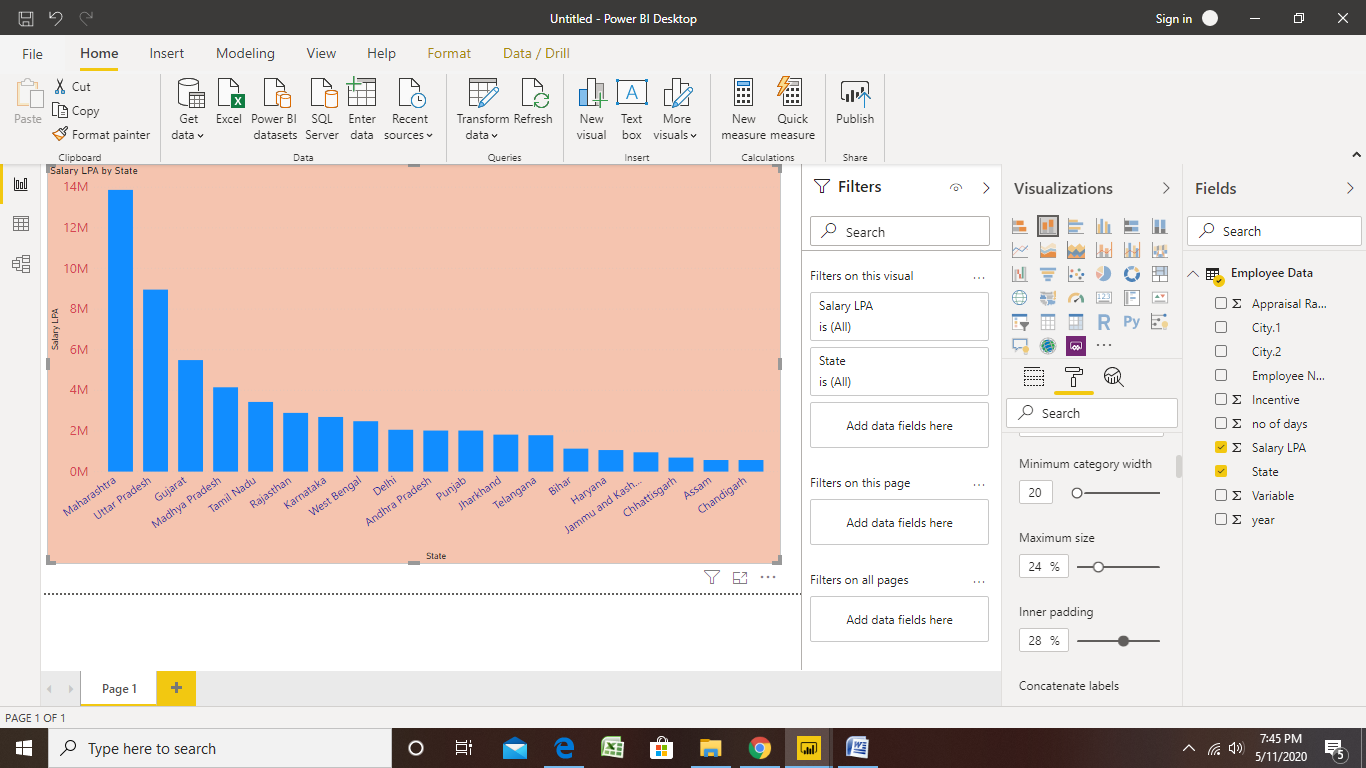 Untitled - Power BI Desktop
Sign in
File Home Insert Modeling View Help Format Data / Drill
Paste
Cut
Copy
Format painter
Clipboard
Get data
Excel
Power BI datasets
SQL Server
Enter data
Recent sources
Data
Transform data
Refresh
Queries
New visual
Text box
More visuals
Insert
New measure
Quick measure
Calculations
Publish
Share
Salary LPA by State
14M
12M
10M
8M
6M
4M
2M
0M
Salary LPA
Maharashtra
Uttar Pradesh
Gujarat
Madhya Pradesh
Tamil Nadu
Rajasthan
Karnataka
West Bengal
Delhi
Andhra Pradesh
Punjab
Jharkhand
Telangana
Bihar
Haryana
Jammu and Kash...
Chhattisgarh
Assam
Chandigarh
State
Filters
Search
Filters on this visual ...
Salary LPA
is (All)
State
is (All)
Add data fields here
Filters on this page ...
Add data fields here
Filters on all pages ...
Add data fields here
Visualizations
123
R
Py
...
Search
Minimum category width
20
Maximum size
24 %
Inner padding
28 %
Concatenate labels
Fields
Search
Employee Data
Σ Appraisal Ra...
City.1
City.2
Employee N...
Σ Incentive
Σ no of days
Σ Salary LPA
State
Σ Variable
Σ year
Page 1
PAGE 1 OF 1
Type here to search
7:45 PM
5/11/2020
5